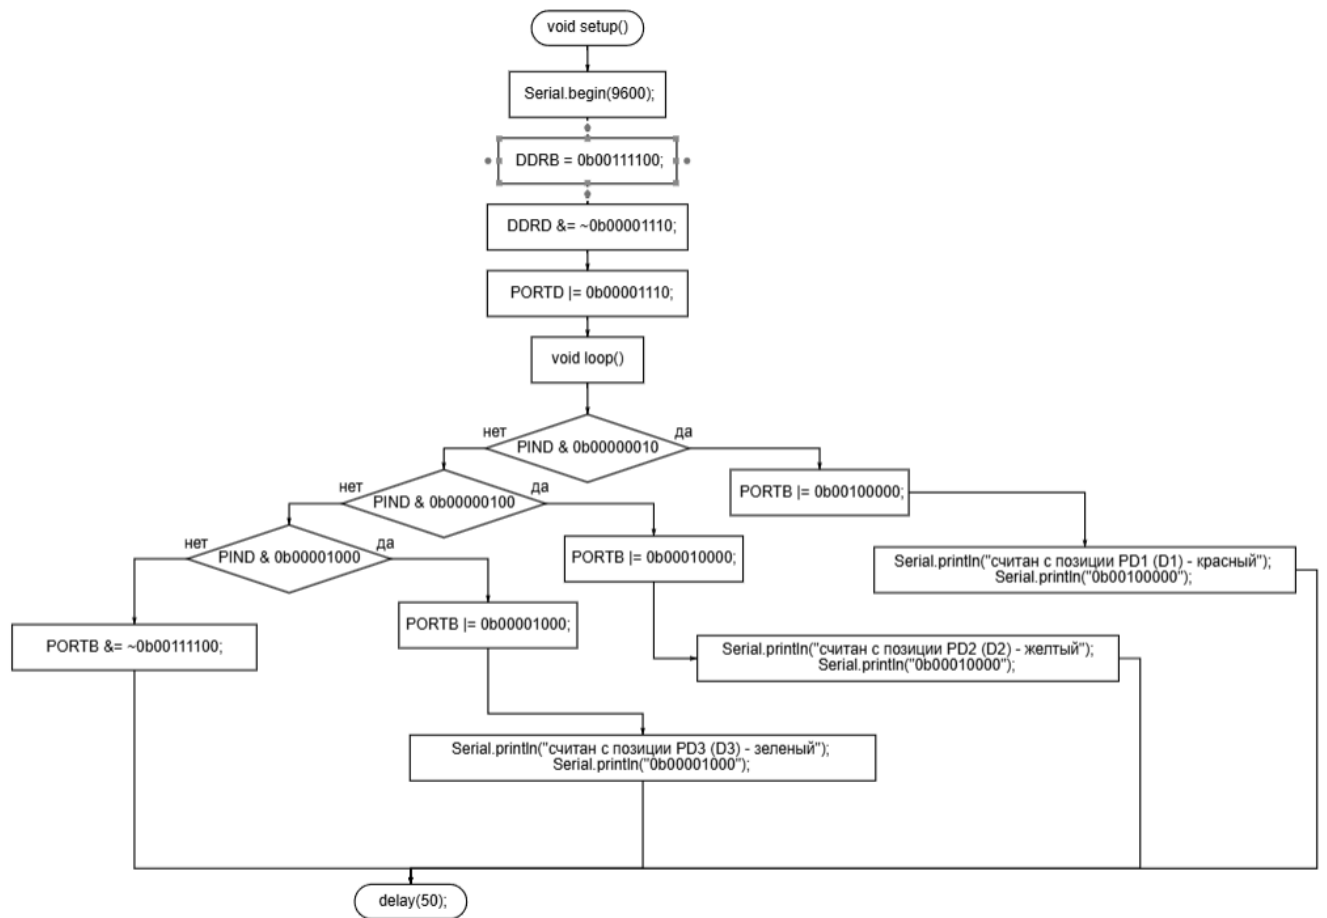 void setup()
Serial.begin(9600);
DDRB = 0b00111100;
DDRD &= ~0b00001110;
PORTD |= 0b00001110;
void loop()
нет
PIND & 0b00000010
да
нет
PIND & 0b00000100
да
PORTB |= 0b00100000;
нет
PIND & 0b00001000
да
PORTB |= 0b00010000;
Serial.println("считан с позиции PD1 (D1) - красный");
Serial.println("0b00100000");
PORTB &= ~0b00111100;
PORTB |= 0b00001000;
Serial.println("считан с позиции PD2 (D2) - желтый");
Serial.println("0b00010000");
Serial.println("считан с позиции PD3 (D3) - зеленый");
Serial.println("0b00001000");
delay(50);